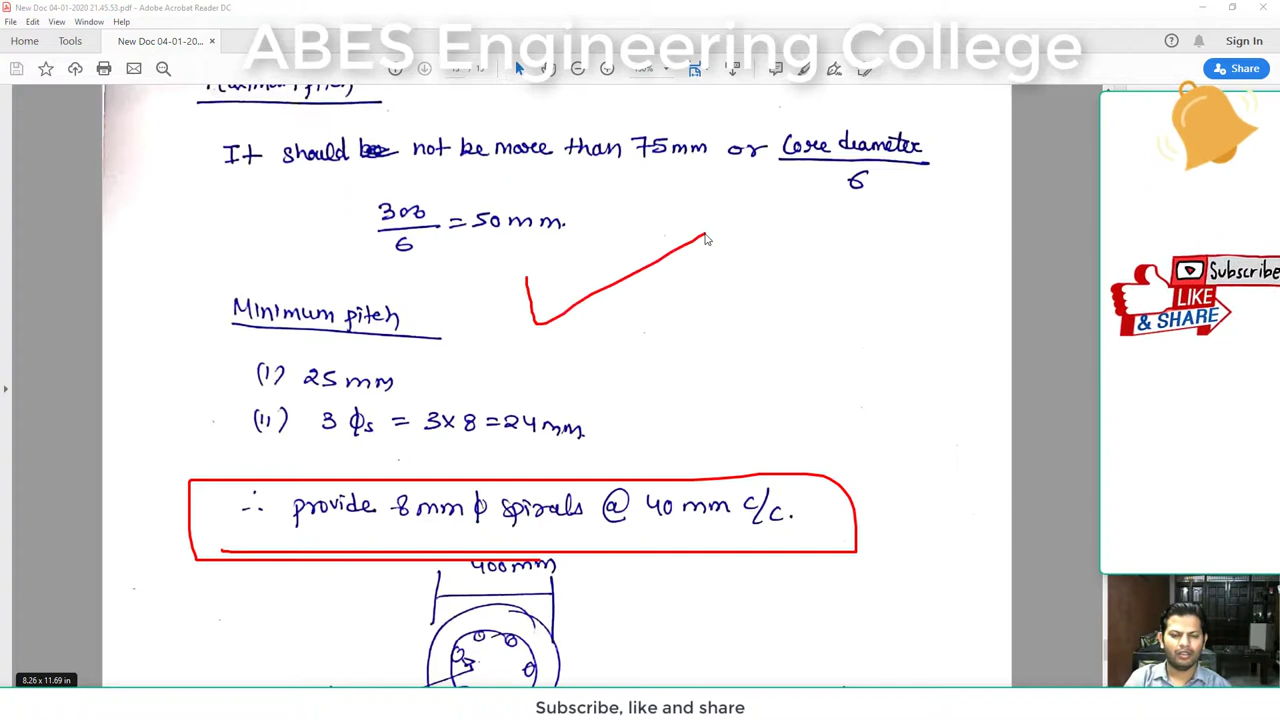 New Doc 04-01-2020 21.45.53.pdf - Adobe Acrobat Reader DC
File Edit View Window Help
Home Tools New Doc 04-01-20... × Sign In
ABES Engineering College
Share
Maximum pitch
It should not be more than 75mm or Core diameter
6
300
6 = 50 mm.
Minimum pitch
(i) 25 mm
(ii) 3 ϕs = 3 x 8 = 24 mm.
∴ provide 8 mm ϕ spirals @ 40 mm c/c.
400 mm
Subscribe
LIKE
& SHARE
8.26 x 11.69 in
Subscribe, like and share